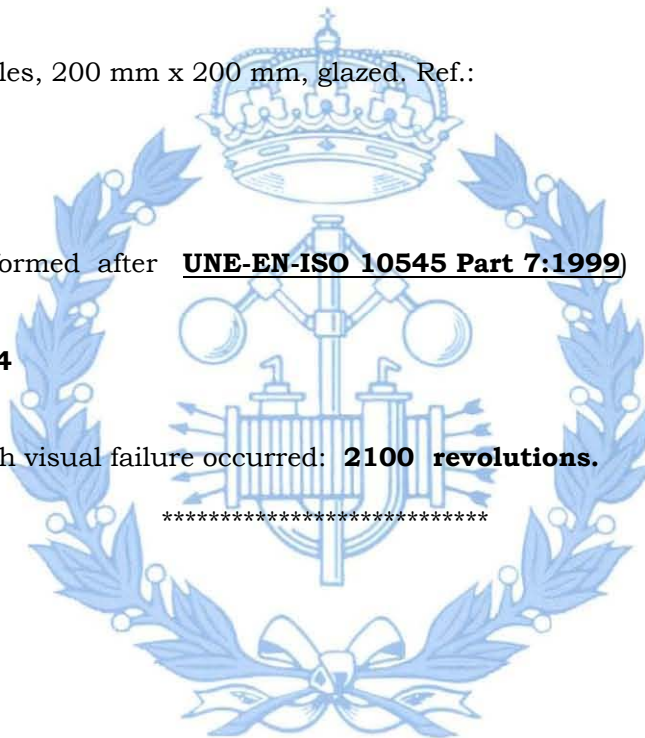 les, 200 mm x 200 mm, glazed. Ref.:
ormed after UNE-EN-ISO 10545 Part 7:1999)
4
h visual failure occurred: 2100 revolutions.
****************************